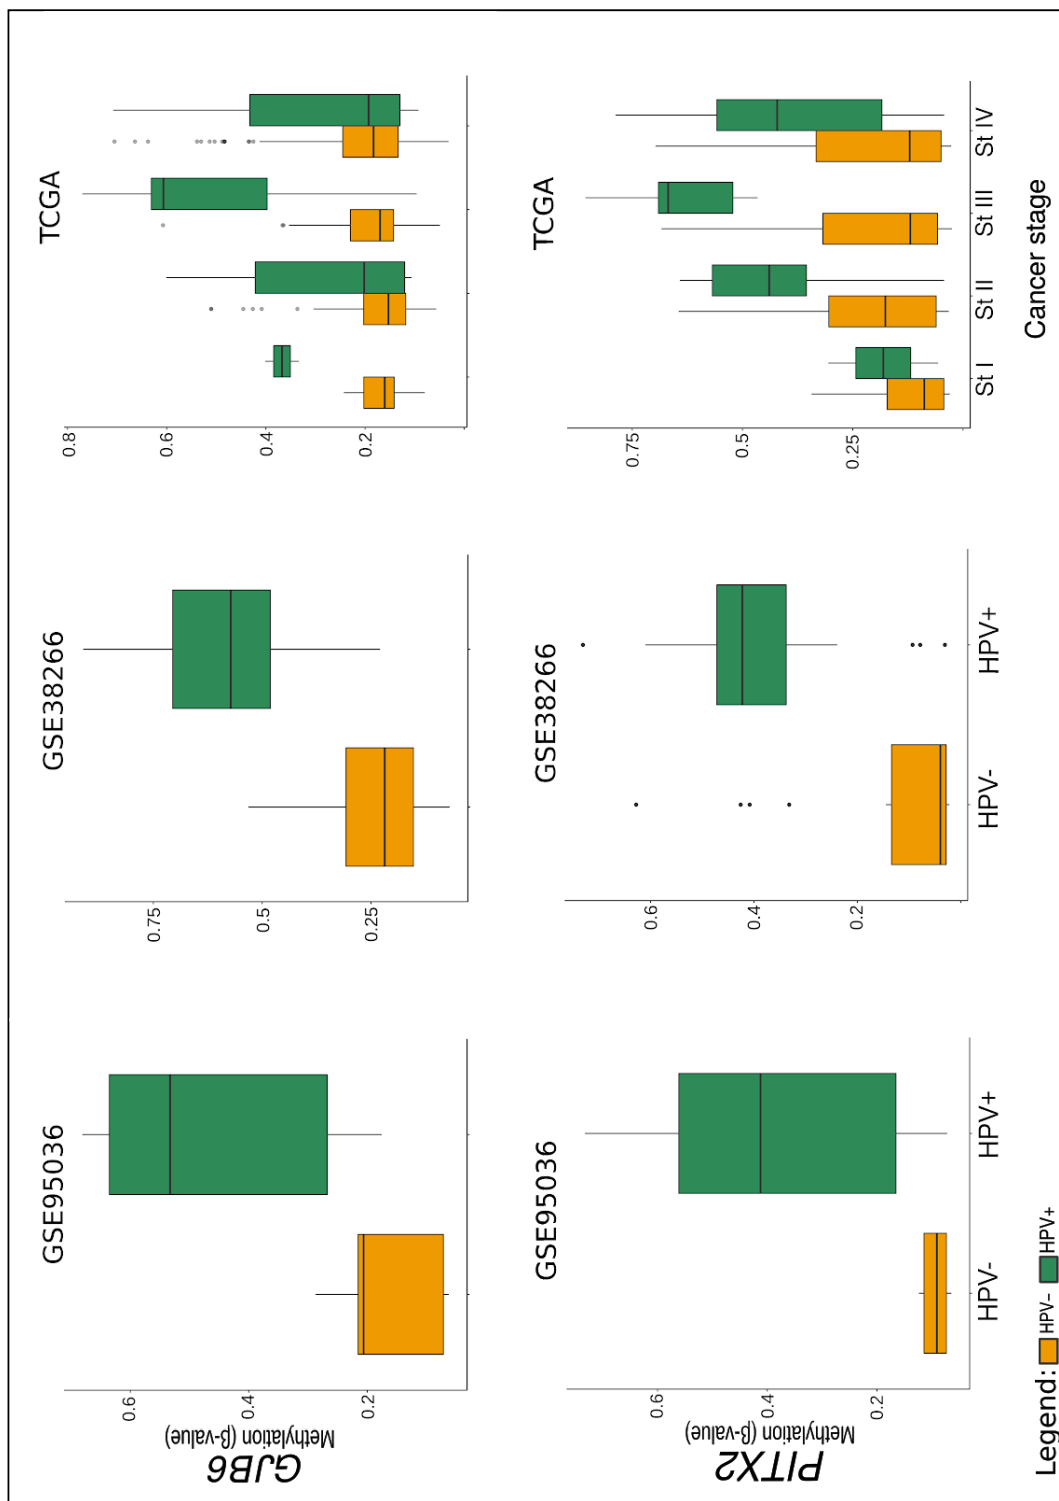 GSE95036
GSE38266
TCGA
GJB6
Methylation (β-value)
0.6
0.4
0.2
0.75
0.5
0.25
0.8
0.6
0.4
0.2
GSE95036
GSE38266
TCGA
PITX2
Methylation (β-value)
0.6
0.4
0.2
0.6
0.4
0.2
0.75
0.5
0.25
HPV-
HPV+
HPV-
HPV+
St I
St II
St III
St IV
Cancer stage
Legend: HPV- HPV+